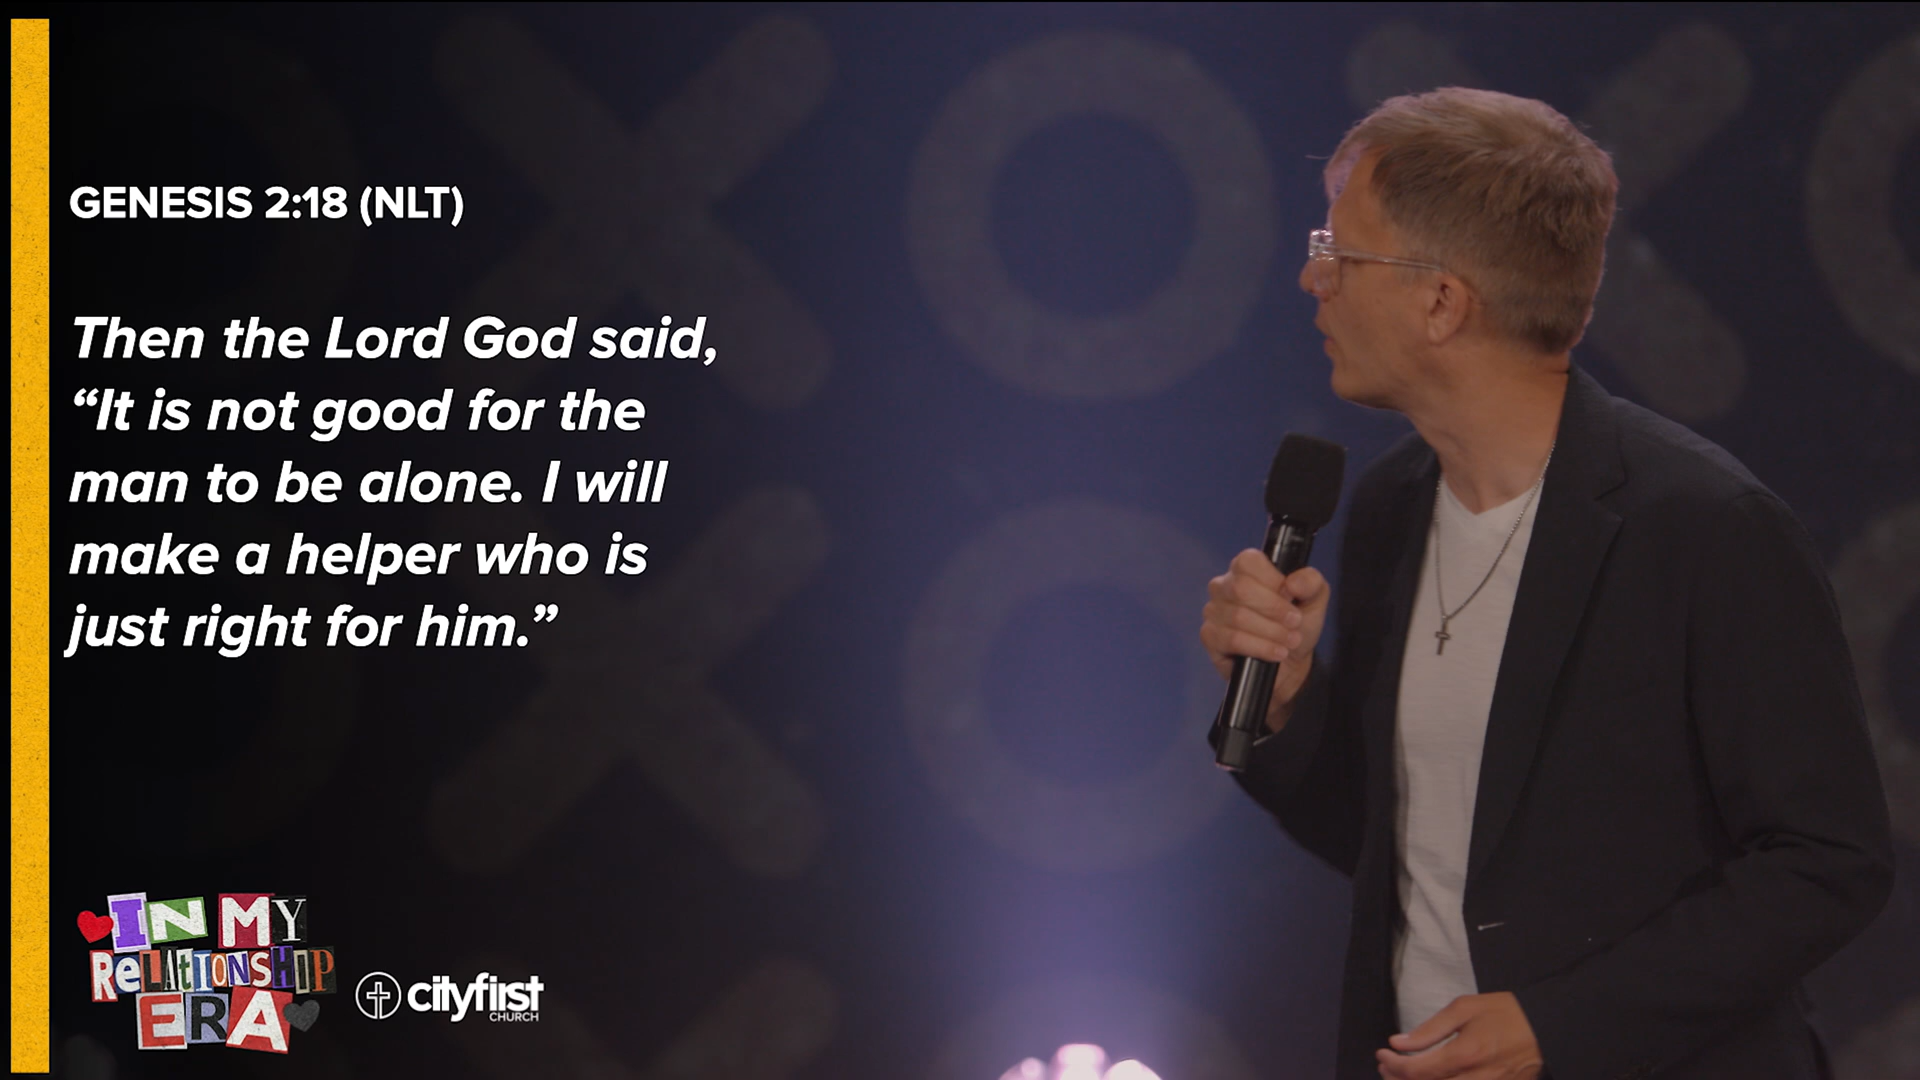 GENESIS 2:18 (NLT)
Then the Lord God said,
“It is not good for the
man to be alone. I will
make a helper who is
just right for him.”
IN MY
ReLAtIONSHIP
ERA
cityfirst
CHURCH